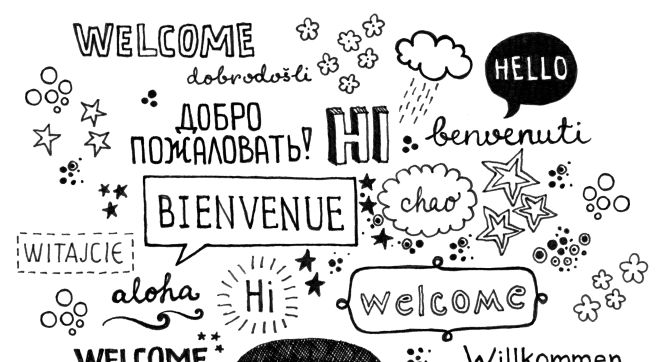 WELCOME
dobrodošli
HELLO
ДОБРО
ПОЖАЛОВАТЬ!
HI
benvenuti
BIENVENUE
chao
WITAJCIE
aloha
Hi
welcome
WELCOME
Willkommen